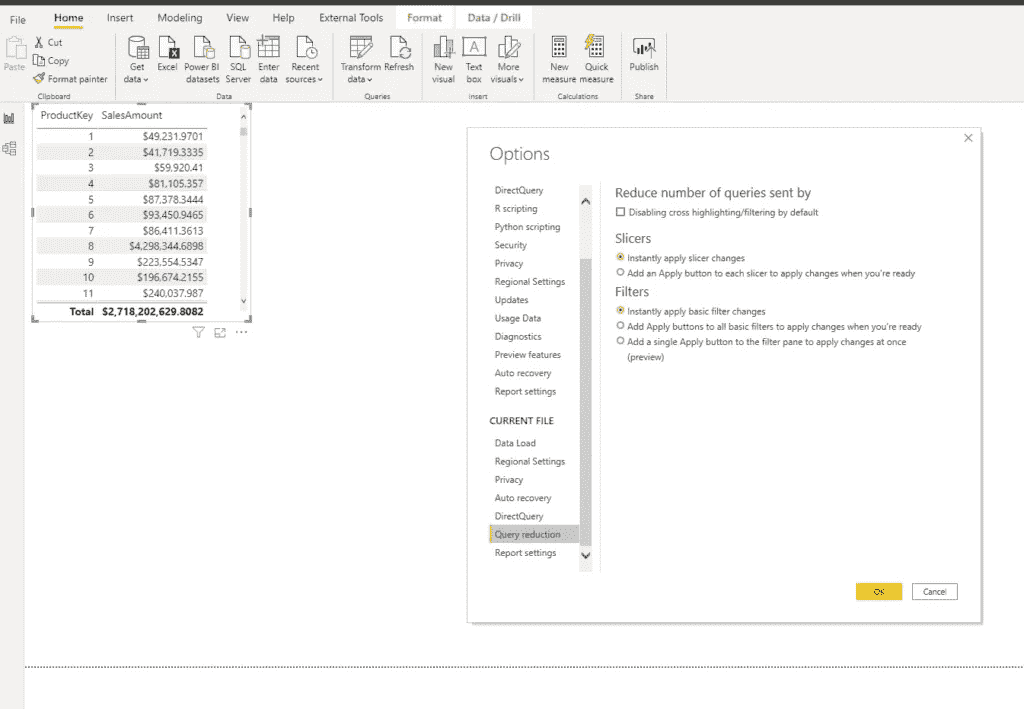 File Home Insert Modeling View Help External Tools Format Data / Drill
Paste
Cut
Copy
Format painter
Clipboard
Get data
Excel
Power BI datasets
SQL Server
Enter data
Recent sources
Data
Transform data
Refresh
Queries
New visual
Text box
More visuals
Insert
New measure
Quick measure
Calculations
Publish
Share
ProductKey SalesAmount
1 $49,231.9701
2 $41,719.3335
3 $59,920.41
4 $81,105.357
5 $87,378.3444
6 $93,450.9465
7 $86,411.3613
8 $4,298,344.6898
9 $223,554.5347
10 $196,674.2155
11 $240,037.987
Total $2,718,202,629.8082
Options
DirectQuery
R scripting
Python scripting
Security
Privacy
Regional Settings
Updates
Usage Data
Diagnostics
Preview features
Auto recovery
Report settings
CURRENT FILE
Data Load
Regional Settings
Privacy
Auto recovery
DirectQuery
Query reduction
Report settings
Reduce number of queries sent by
Disabling cross highlighting/filtering by default
Slicers
Instantly apply slicer changes
Add an Apply button to each slicer to apply changes when you're ready
Filters
Instantly apply basic filter changes
Add Apply buttons to all basic filters to apply changes when you're ready
Add a single Apply button to the filter pane to apply changes at once
(preview)
OK Cancel